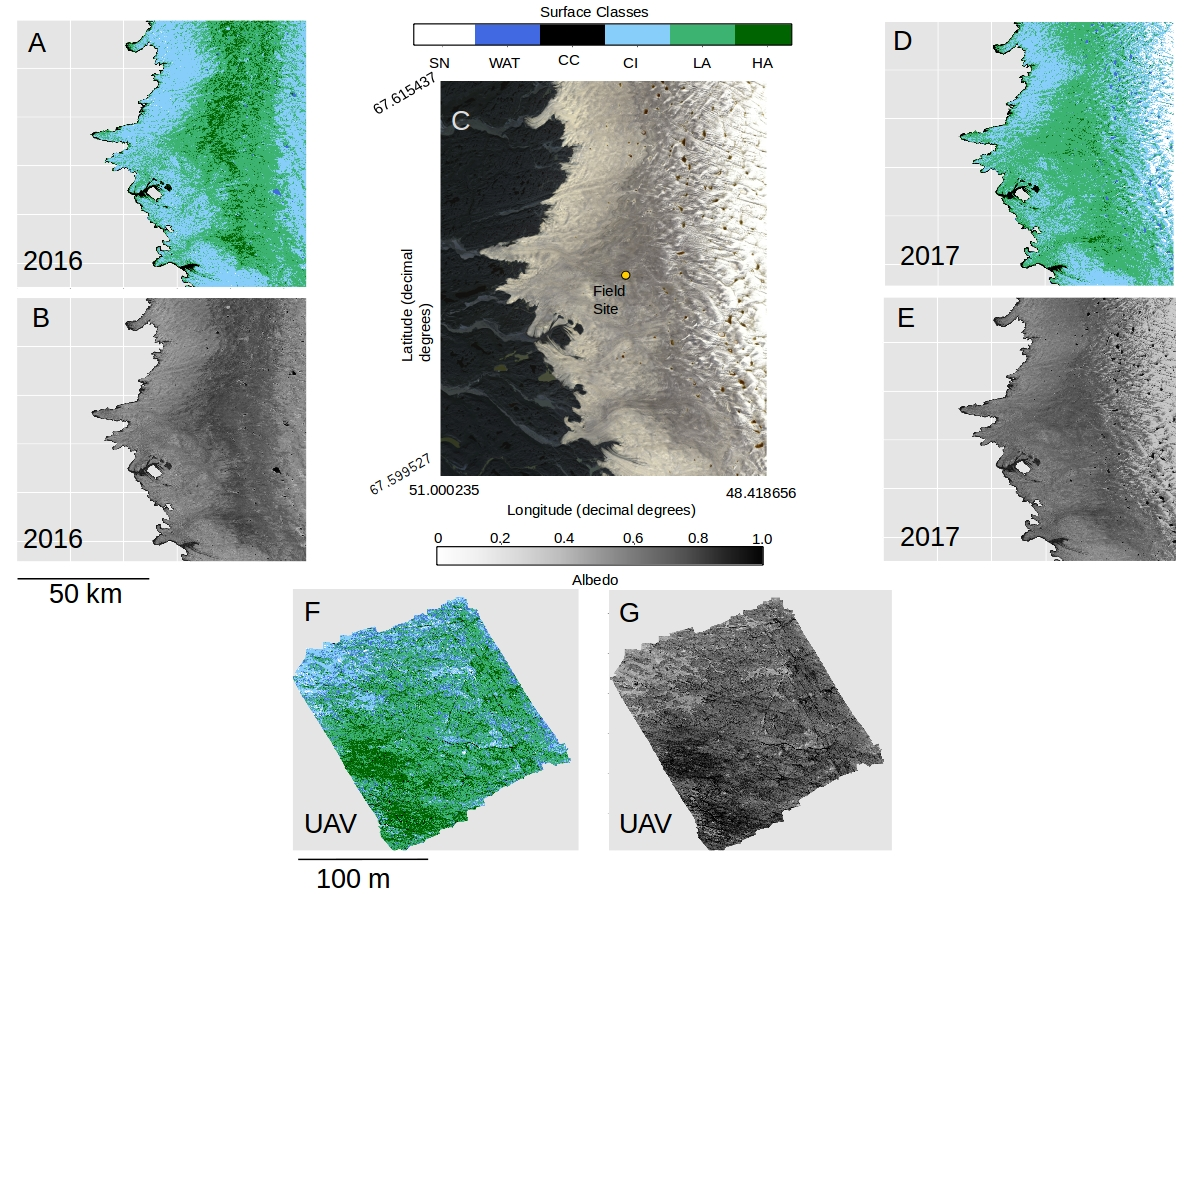 Surface Classes
SN WAT CC CI LA HA
A
2016
B
2016
67.615437
C
Field
Site
Latitude (decimal
degrees)
67.599527
51.000235 48.418656
Longitude (decimal degrees)
0 0,2 0.4 0.6 0.8 1.0
Albedo
D
2017
E
2017
50 km
F
UAV
G
UAV
100 m